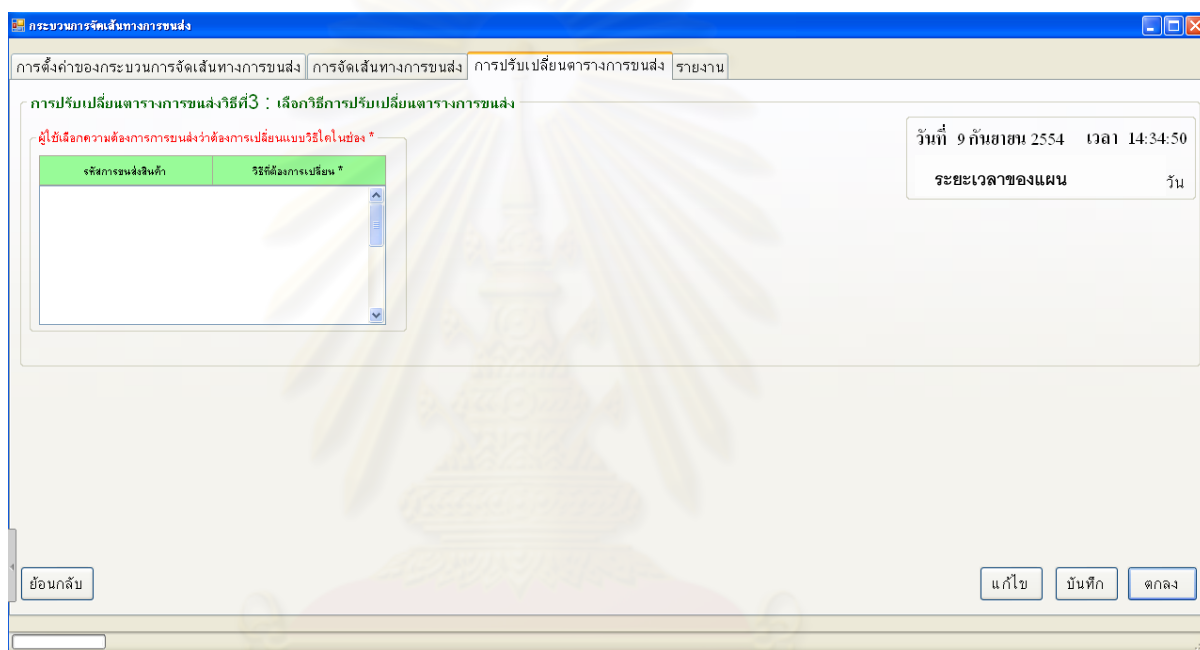 กระบวนการจัดเส้นทางการขนส่ง
การตั้งค่าของกระบวนการจัดเส้นทางการขนส่ง การจัดเส้นทางการขนส่ง การปรับเปลี่ยนตารางการขนส่ง รายงาน
การปรับเปลี่ยนตารางการขนส่งวิธีที่3 : เลือกวิธีการปรับเปลี่ยนตารางการขนส่ง
ผู้ใช้เลือกความต้องการการขนส่งว่าต้องการเปลี่ยนแบบวิธีใดในช่อง *
วันที่ 9 กันยายน 2554 เวลา 14:34:50
รหัสการขนส่งสินค้า วิธีที่ต้องการเปลี่ยน *
ระยะเวลาของแผน วัน
ย้อนกลับ แก้ไข บันทึก ตกลง